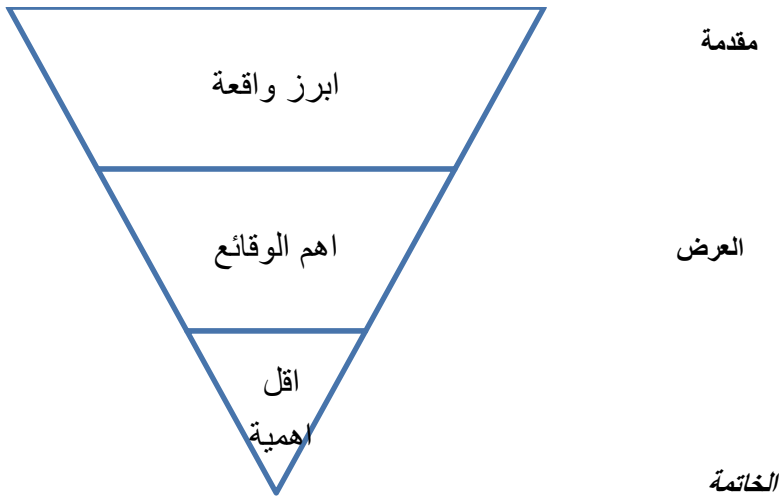 مقدمة
ابرز واقعة
العرض
اهم الوقائع
اقل
اهمية
الخاتمة